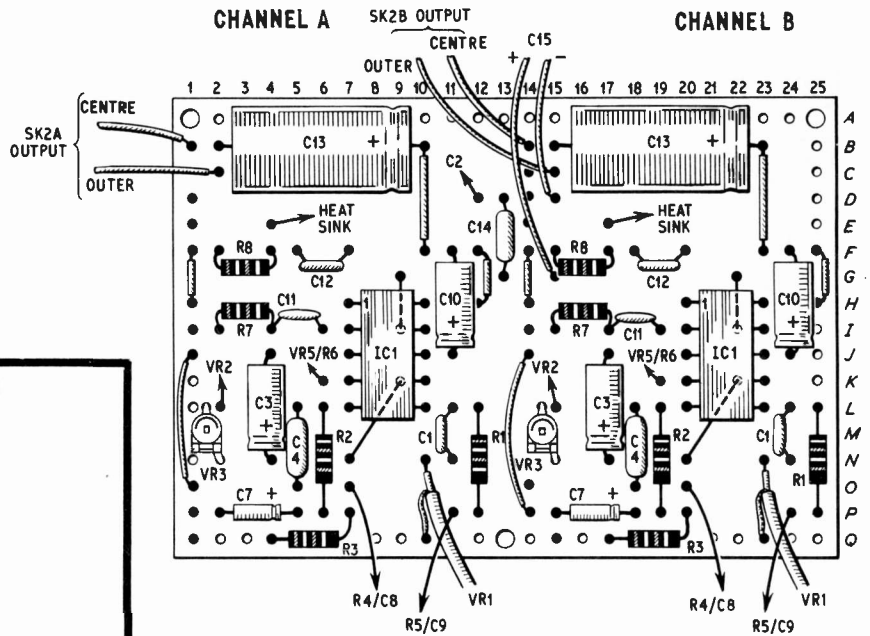 CHANNEL A
SK2B OUTPUT
CENTRE
OUTER
C15
+ −
CHANNEL B
1 2 3 4 5 6 7 8 9 10 11 12 13 14 15 16 17 18 19 20 21 22 23 24 25
SK2A OUTPUT
CENTRE
OUTER
A
B
C
D
E
F
G
H
I
J
K
L
M
N
O
P
Q
C13 +
C2
C13 +
HEAT SINK
C14
HEAT SINK
R8
C12
R8
C12
R7
C11
1
C10 +
R7
C11
1
C10 +
VR2
VR5/R6
IC1
VR2
VR5/R6
IC1
C3 +
C4
R2
C1
R1
C3 +
C4
R2
C1
R1
VR3
VR3
C7 +
C7 +
R3
R3
R4/C8
R5/C9
VR1
R4/C8
R5/C9
VR1